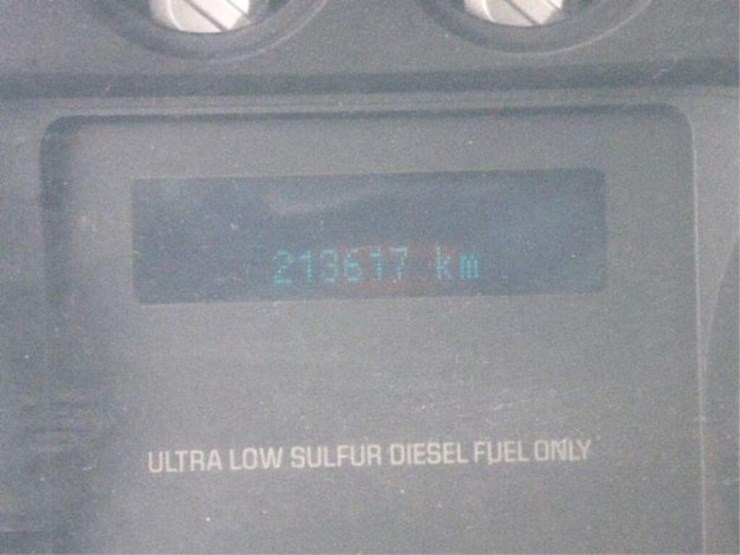 213617 km
ULTRA LOW SULFUR DIESEL FUEL ONLY